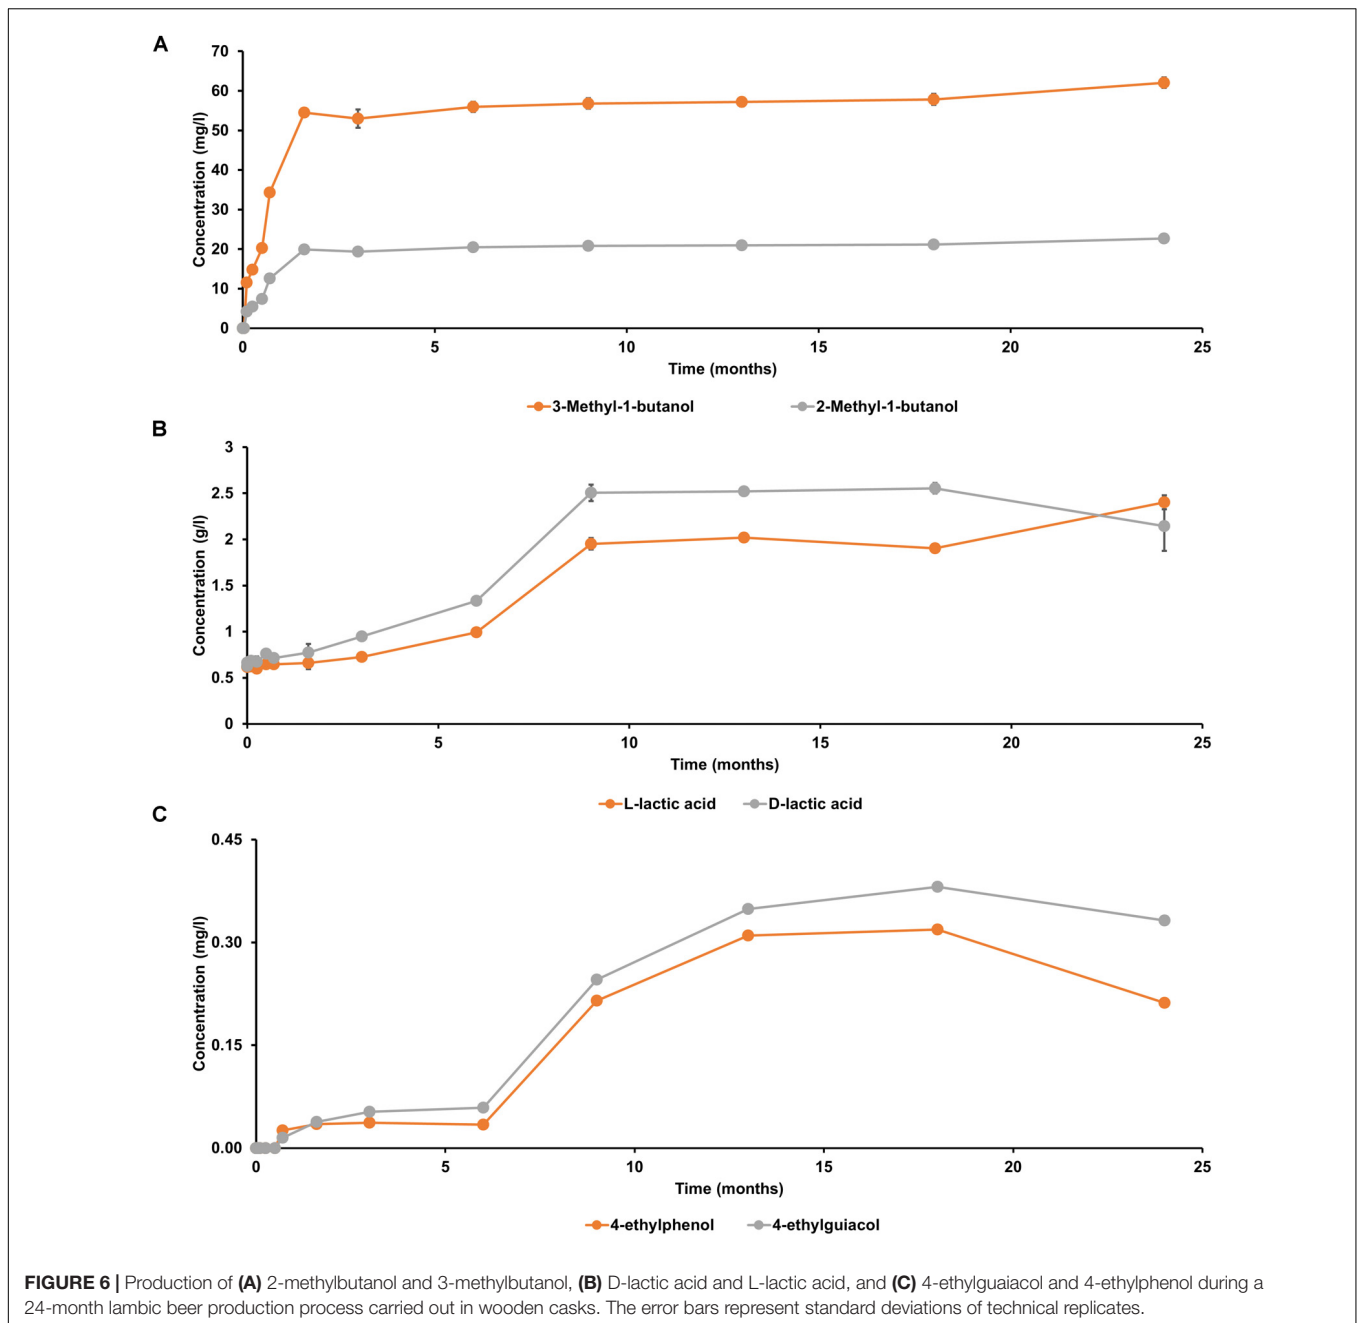 (A)
70
60
50
40
30
20
10
0
Concentration (mg/l)
0 5 10 15 20 25
Time (months)
3-Methyl-1-butanol 2-Methyl-1-butanol
(B)
3
2.5
2
1.5
1
0.5
0
Concentration (g/l)
0 5 10 15 20 25
Time (months)
L-lactic acid D-lactic acid
(C)
0.45
0.30
0.15
0.00
Concentration (mg/l)
0 5 10 15 20 25
Time (months)
4-ethylphenol 4-ethylguiacol
FIGURE 6 | Production of (A) 2-methylbutanol and 3-methylbutanol, (B) D-lactic acid and L-lactic acid, and (C) 4-ethylguaiacol and 4-ethylphenol during a
24-month lambic beer production process carried out in wooden casks. The error bars represent standard deviations of technical replicates.